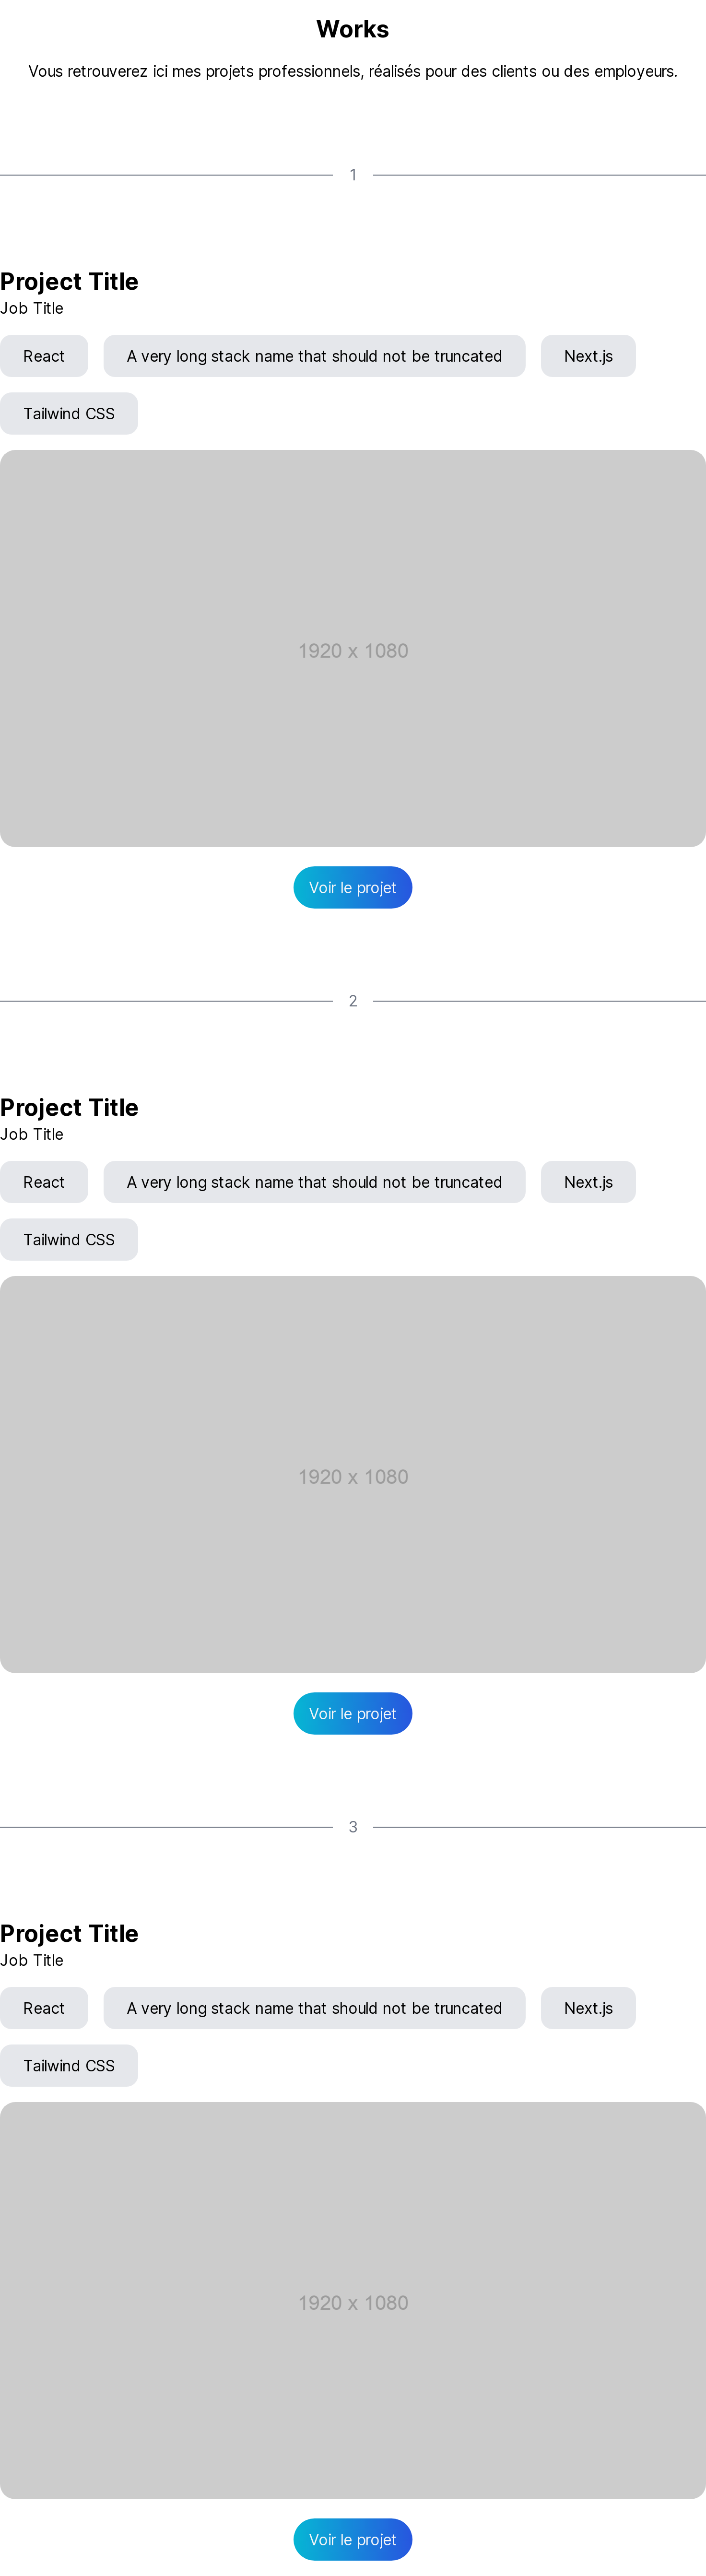 Works
Vous retrouverez ici mes projets professionnels, réalisés pour des clients ou des employeurs.
1
Project Title
Job Title
React
A very long stack name that should not be truncated
Next.js
Tailwind CSS
1920 x 1080
Voir le projet
2
Project Title
Job Title
React
A very long stack name that should not be truncated
Next.js
Tailwind CSS
1920 x 1080
Voir le projet
3
Project Title
Job Title
React
A very long stack name that should not be truncated
Next.js
Tailwind CSS
1920 x 1080
Voir le projet